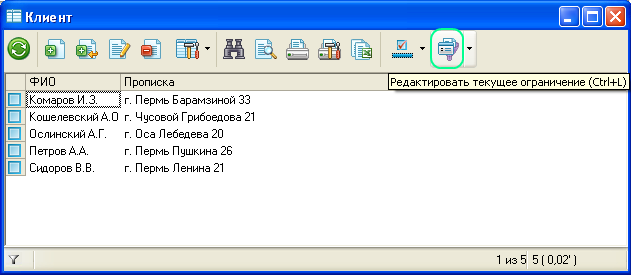 Клиент
Редактировать текущее ограничение (Ctrl+L)
ФИО Прописка
Комаров И.З. г. Пермь Барамзиной 33
Кошелевский А.О г. Чусовой Грибоедова 21
Ослинский А.Г. г. Оса Лебедева 20
Петров А.А. г. Пермь Пушкина 26
Сидоров В.В. г. Пермь Ленина 21
1 из 5 5 ( 0,02' )